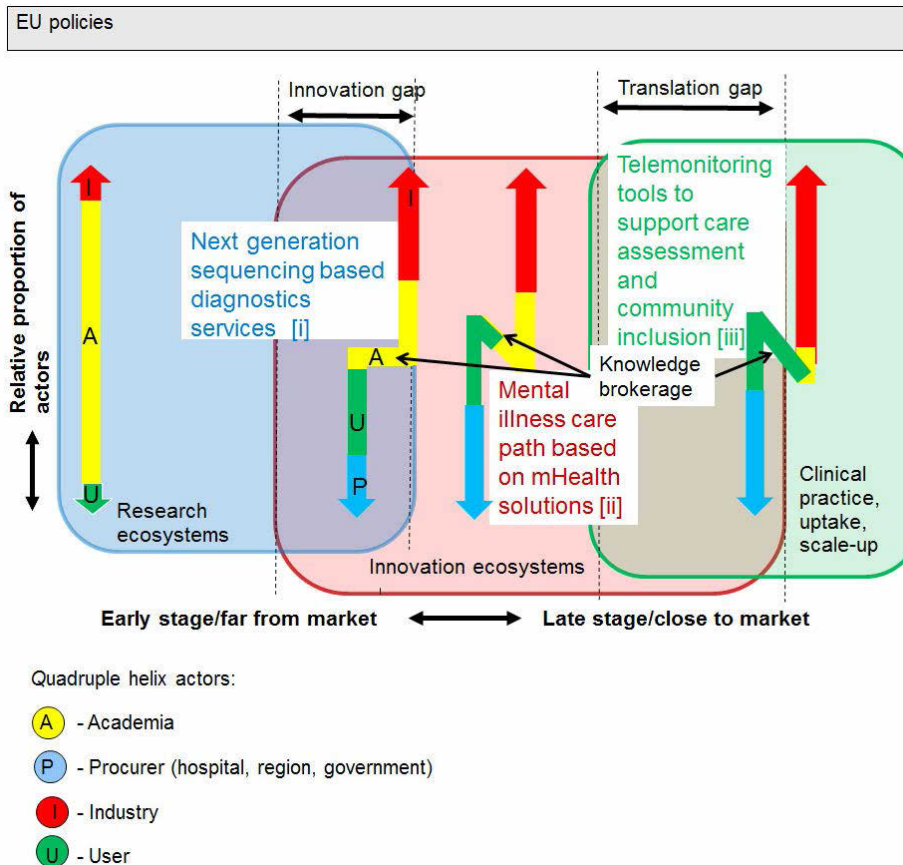 EU policies
Innovation gap
Translation gap
Relative proportion of
actors
I
A
U
Research
ecosystems
Next generation
sequencing based
diagnostics
services [i]
I
A
U
P
Telemonitoring
tools to
support care
assessment
and
community
inclusion [iii]
Knowledge
brokerage
Mental
illness care
path based
on mHealth
solutions [ii]
Clinical
practice,
uptake,
scale-up
Innovation ecosystems
Early stage/far from market
Late stage/close to market
Quadruple helix actors:
A - Academia
P - Procurer (hospital, region, government)
I - Industry
U - User